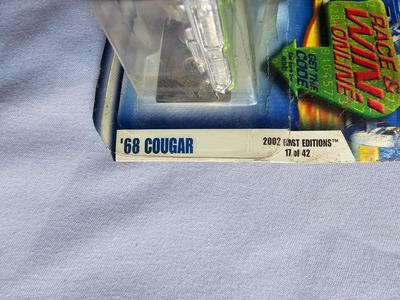 RACE &
WIN!
ONLINE
GET THE
CODE!
'68 COUGAR
2002 FIRST EDITIONS™
17 of 42